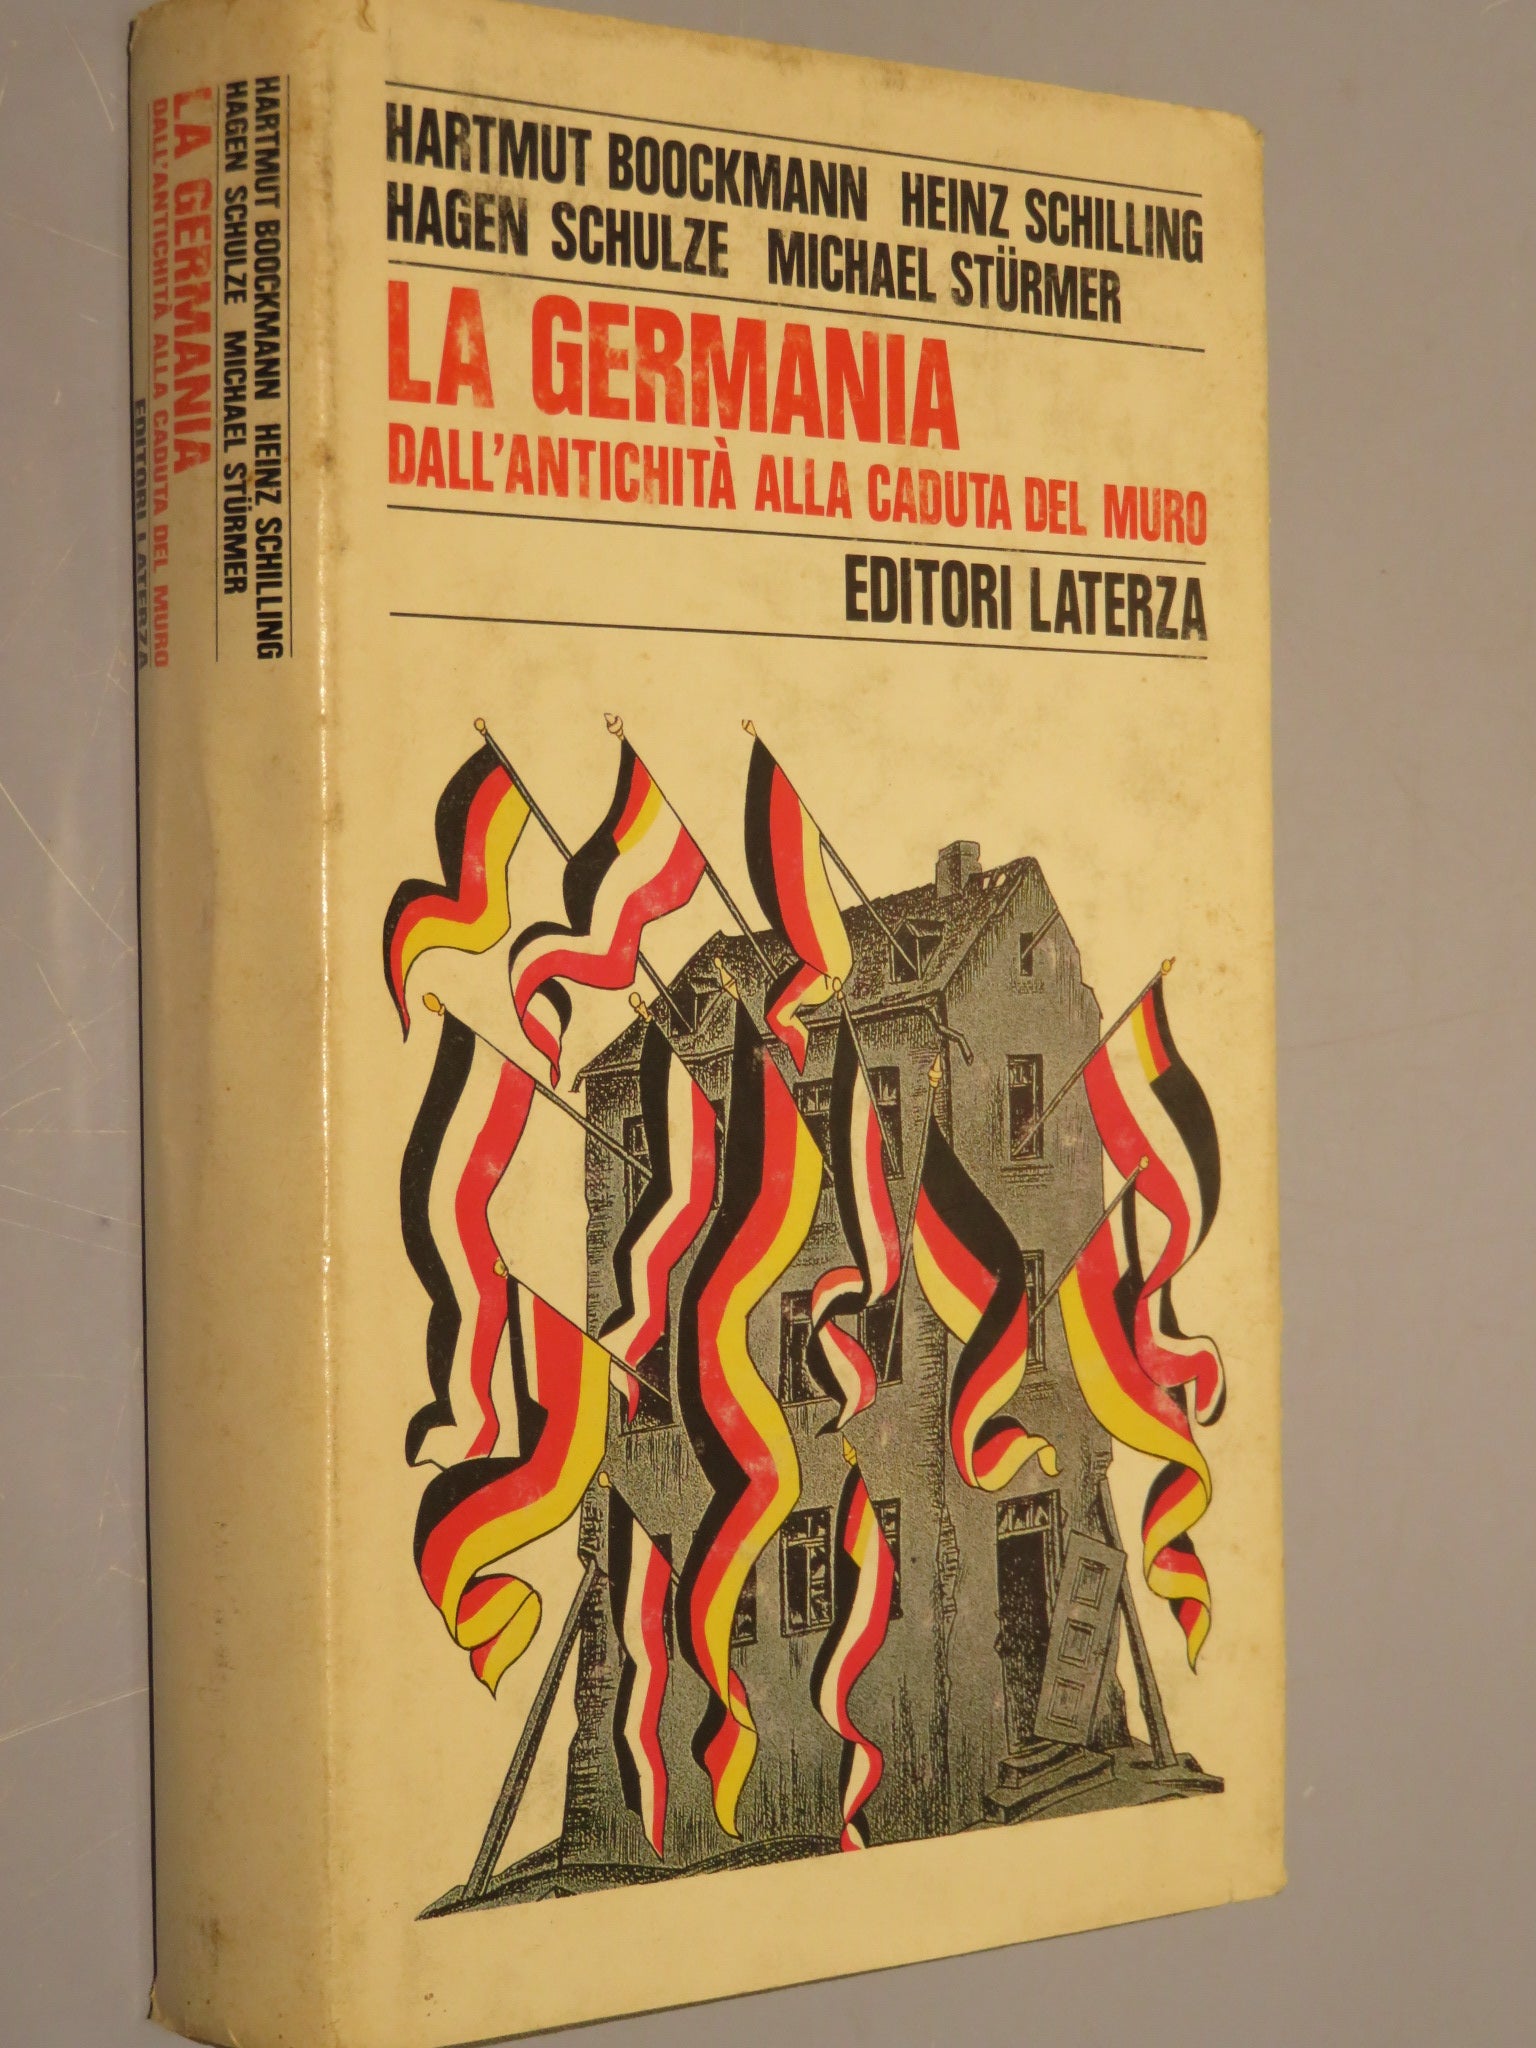 HARTMUT BOOCKMANN HEINZ SCHILLING
HAGEN SCHULZE MICHAEL STÜRMER
LA GERMANIA
DALL'ANTICHITÀ ALLA CADUTA DEL MURO
EDITORI LATERZA
HARTMUT BOOCKMANN HEINZ SCHILLING
HAGEN SCHULZE MICHAEL STÜRMER
LA GERMANIA
DALL'ANTICHITÀ ALLA CADUTA DEL MURO
EDITORI LATERZA